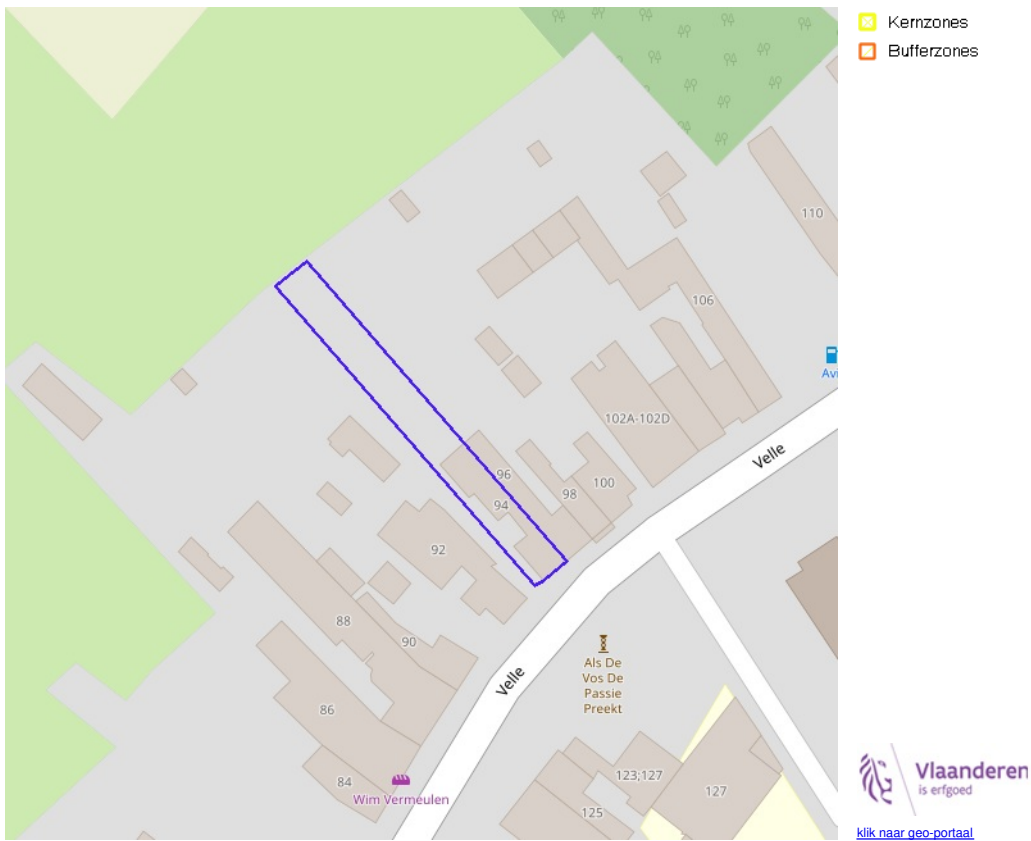 Kernzones
Bufferzones
110
106
Avi
102A-102D
Velle
96
100
98
94
92
88
90
Als De
Vos De
Passie
Preekt
Velle
86
84
Wim Vermeulen
123;127
127
125
Vlaanderen
is erfgoed
klik naar geo-portaal